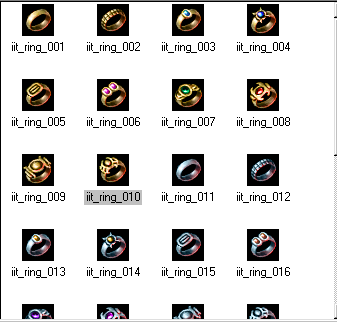 iit_ring_001 iit_ring_002 iit_ring_003 iit_ring_004
iit_ring_005 iit_ring_006 iit_ring_007 iit_ring_008
iit_ring_009 iit_ring_010 iit_ring_011 iit_ring_012
iit_ring_013 iit_ring_014 iit_ring_015 iit_ring_016